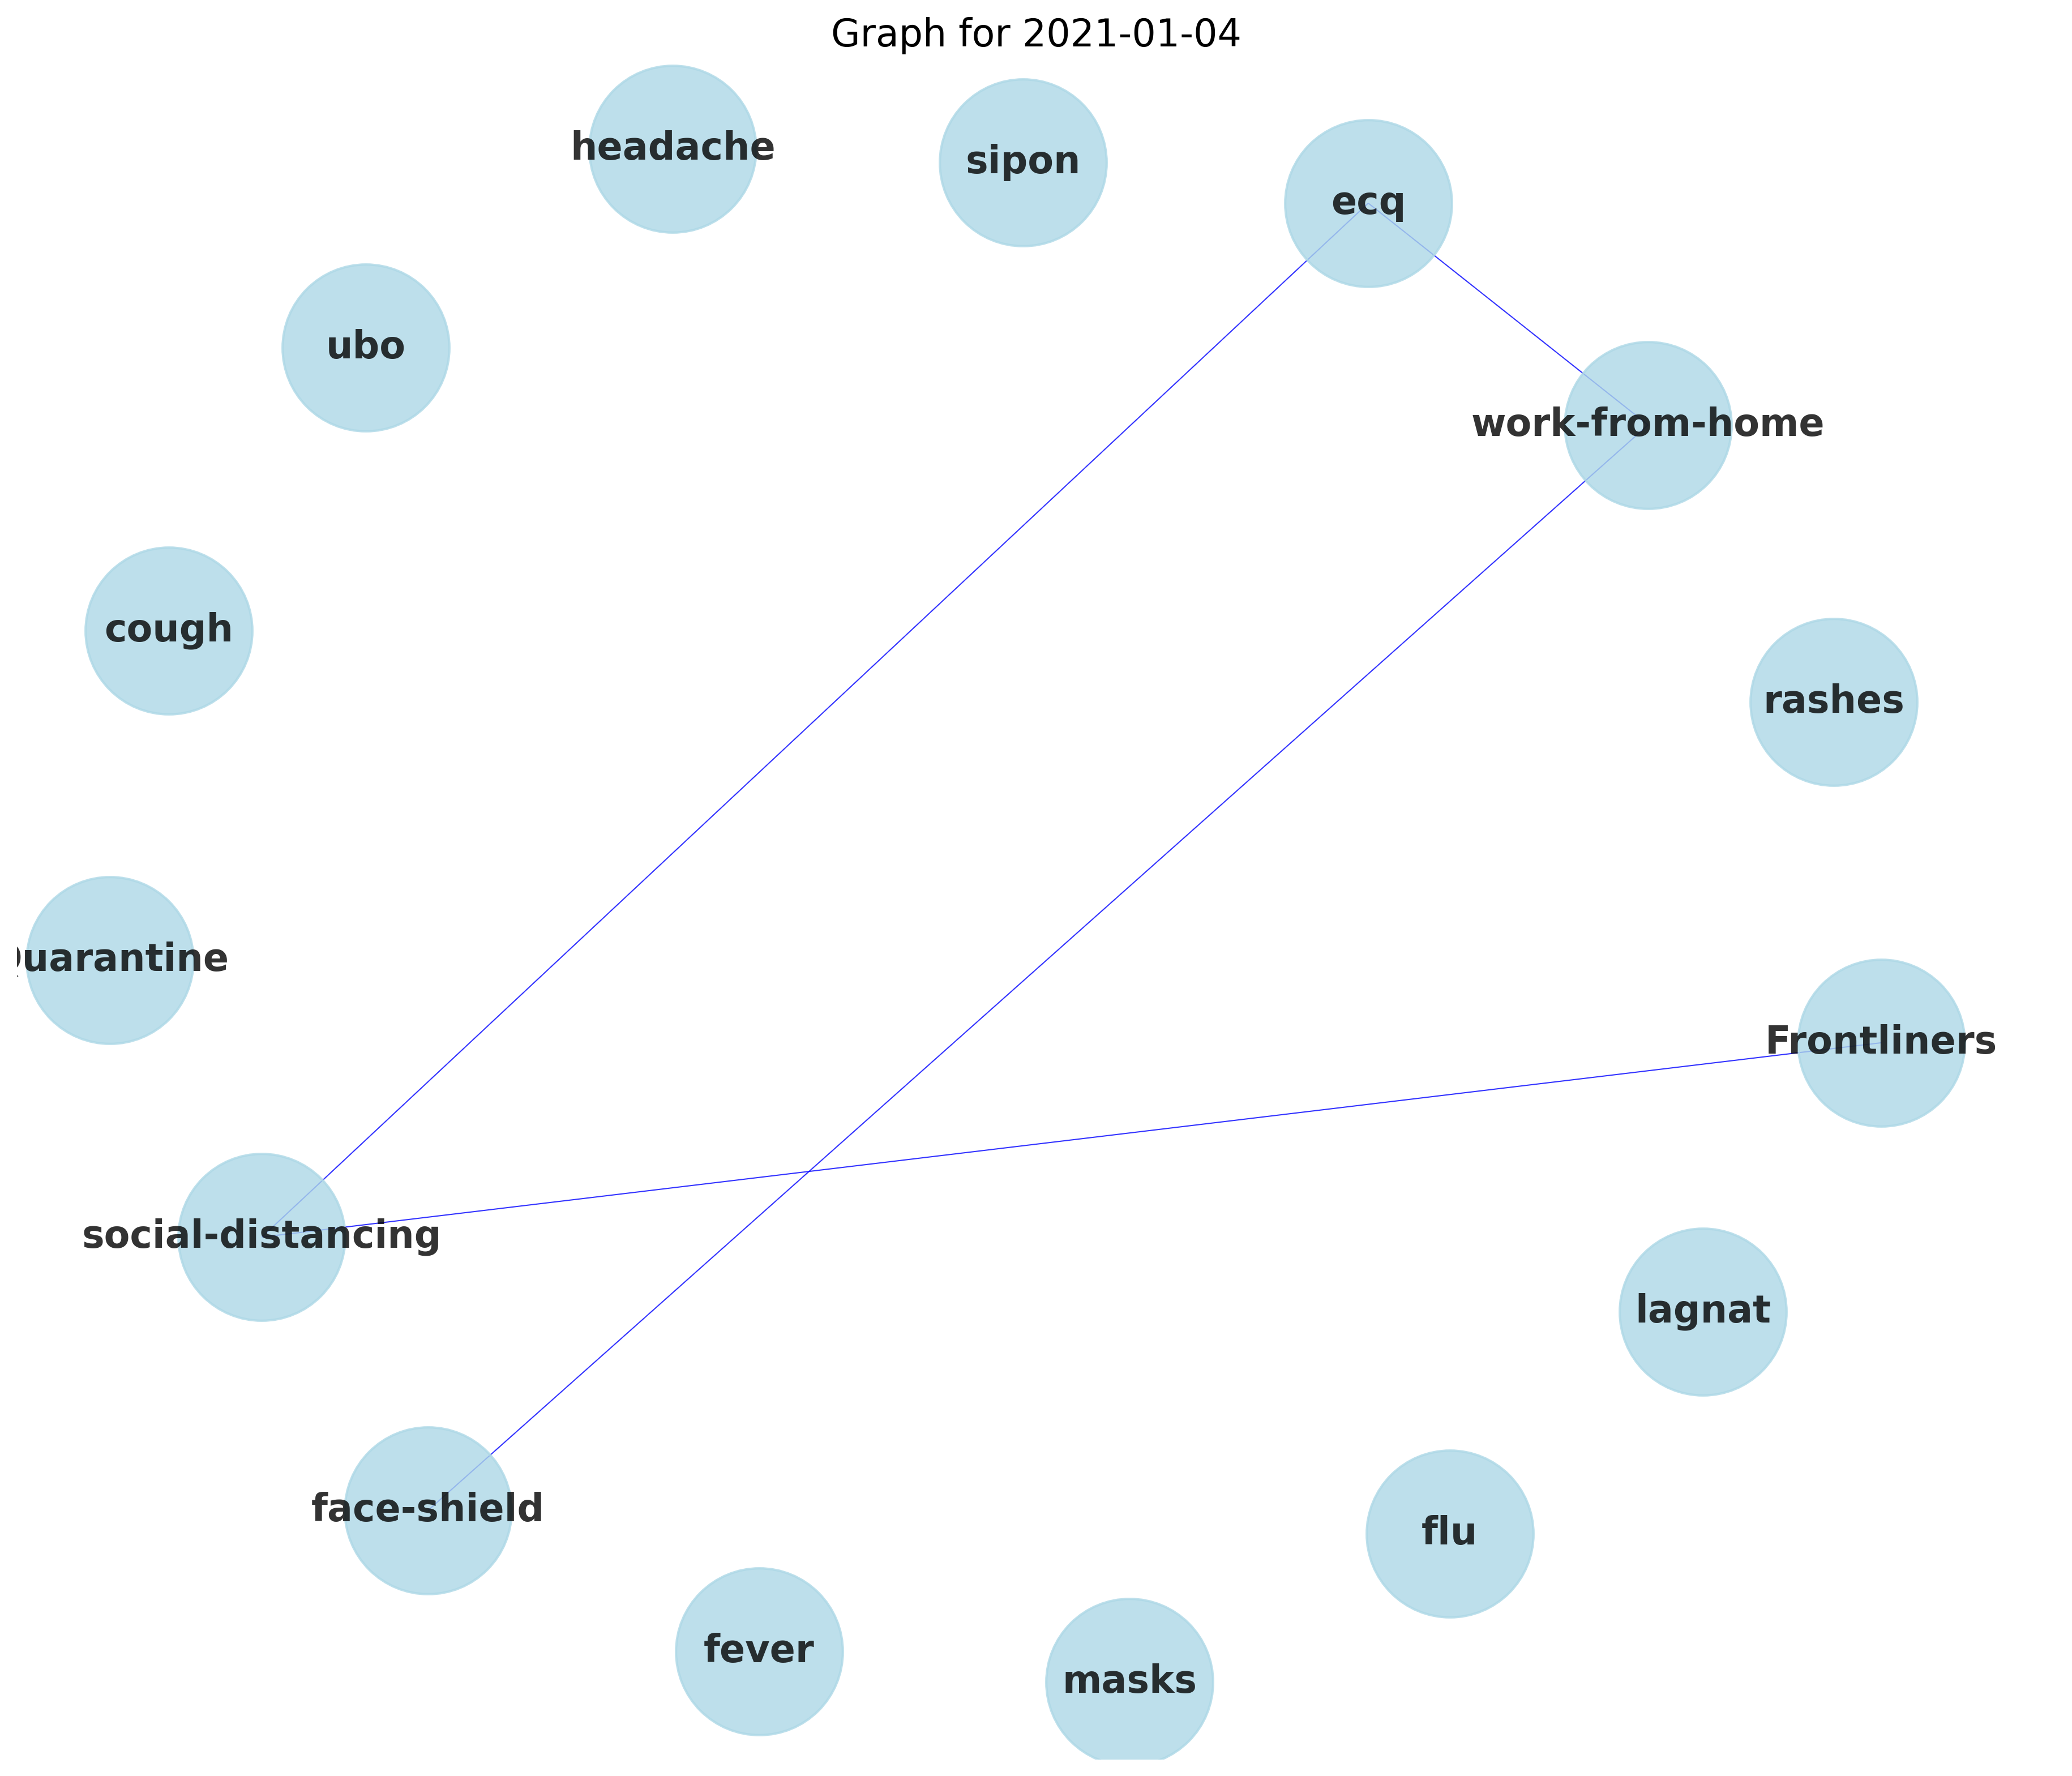 Graph for 2021-01-04
headache
sipon
ecq
ubo
work-from-home
cough
rashes
uarantine
Frontliners
social-distancing
lagnat
face-shield
flu
fever
masks